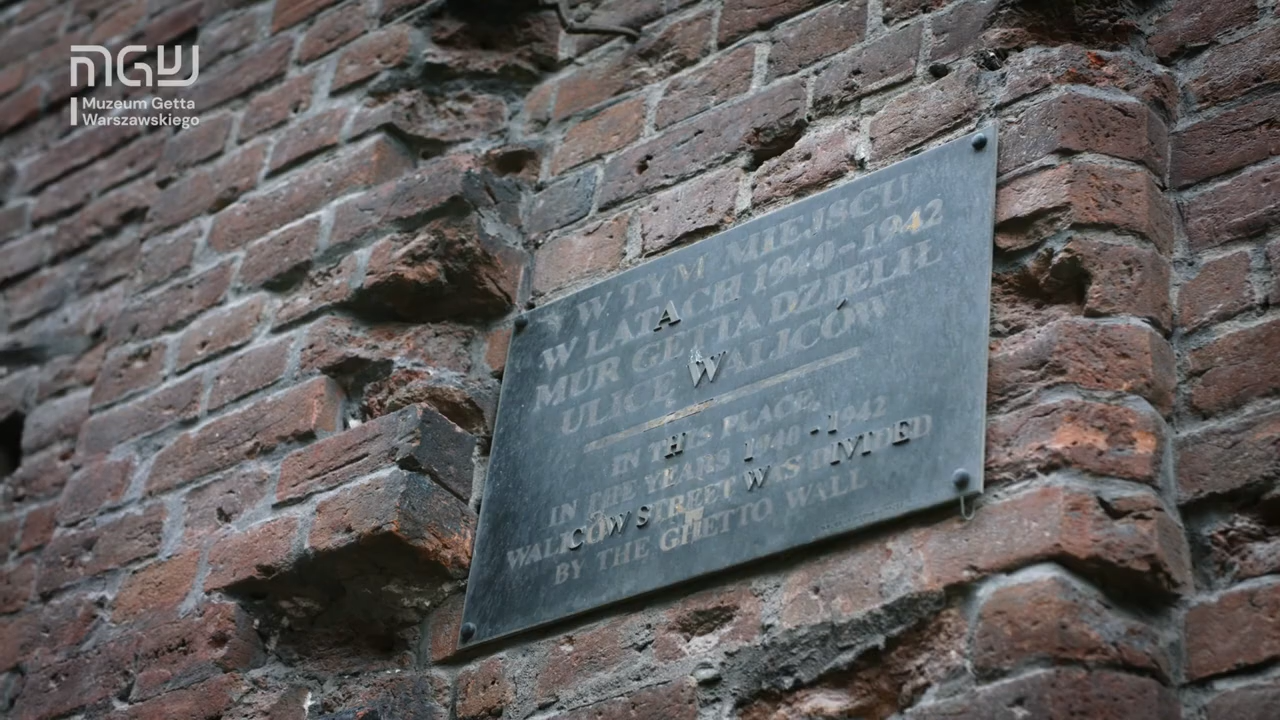 MGW
Muzeum Getta
Warszawskiego
W TYM MIEJSCU
W LATACH 1940-1942
MUR GETTA DZIELIŁ
ULICĘ WALICÓW
IN THIS PLACE,
IN THE YEARS 1940-1942
WALICÓW STREET WAS DIVIDED
BY THE GHETTO WALL